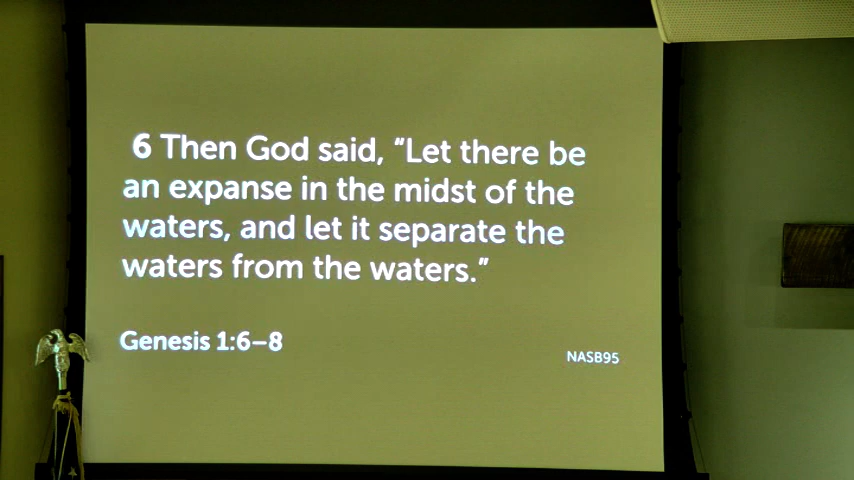 6 Then God said, “Let there be
an expanse in the midst of the
waters, and let it separate the
waters from the waters.”
Genesis 1:6–8
NASB95